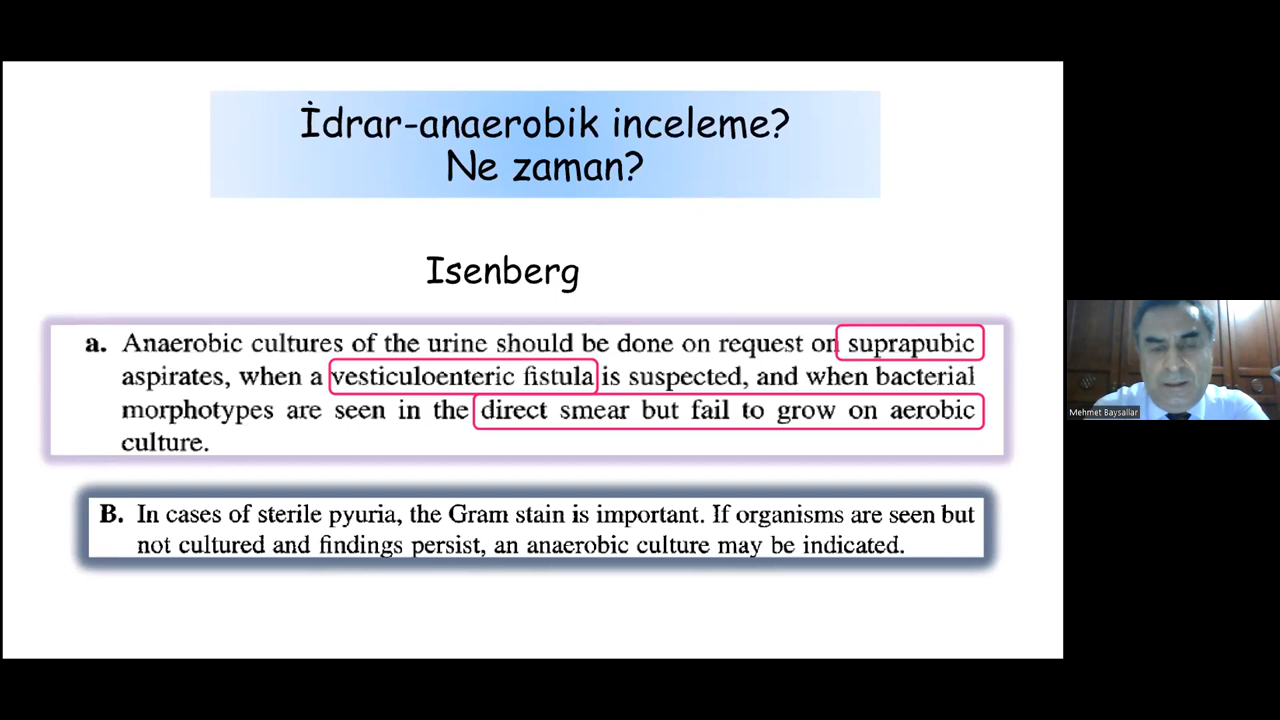 İdrar-anaerobik inceleme?
Ne zaman?
Isenberg
a. Anaerobic cultures of the urine should be done on request on suprapubic
aspirates, when a vesticuloenteric fistula is suspected, and when bacterial
morphotypes are seen in the direct smear but fail to grow on aerobic
culture.
B. In cases of sterile pyuria, the Gram stain is important. If organisms are seen but
not cultured and findings persist, an anaerobic culture may be indicated.
Mehmet Baysallar